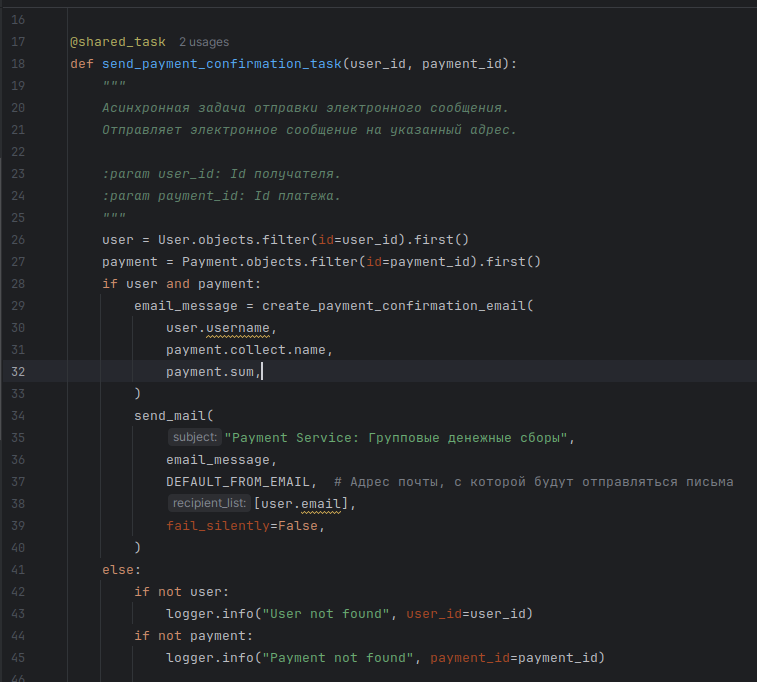 16
17 @shared_task 2 usages
18 def send_payment_confirmation_task(user_id, payment_id):
19 """
20 Асинхронная задача отправки электронного сообщения.
21 Отправляет электронное сообщение на указанный адрес.
22
23 :param user_id: Id получателя.
24 :param payment_id: Id платежа.
25 """
26 user = User.objects.filter(id=user_id).first()
27 payment = Payment.objects.filter(id=payment_id).first()
28 if user and payment:
29 email_message = create_payment_confirmation_email(
30 user.username,
31 payment.collect.name,
32 payment.sum,
33 )
34 send_mail(
35 subject: "Payment Service: Групповые денежные сборы",
36 email_message,
37 DEFAULT_FROM_EMAIL, # Адрес почты, с которой будут отправляться письма
38 recipient_list: [user.email],
39 fail_silently=False,
40 )
41 else:
42 if not user:
43 logger.info("User not found", user_id=user_id)
44 if not payment:
45 logger.info("Payment not found", payment_id=payment_id)
46